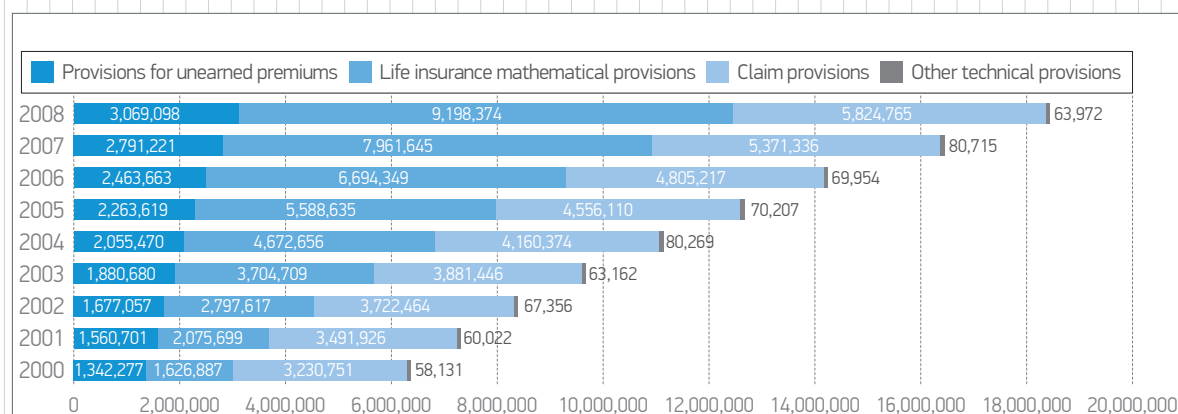 Provisions for unearned premiums Life insurance mathematical provisions Claim provisions Other technical provisions
2008 3,069,098 9,198,374 5,824,765 63,972
2007 2,791,221 7,961,645 5,371,336 80,715
2006 2,463,663 6,694,349 4,805,217 69,954
2005 2,263,619 5,588,635 4,556,110 70,207
2004 2,055,470 4,672,656 4,160,374 80,269
2003 1,880,680 3,704,709 3,881,446 63,162
2002 1,677,057 2,797,617 3,722,464 67,356
2001 1,560,701 2,075,699 3,491,926 60,022
2000 1,342,277 1,626,887 3,230,751 58,131
0 2,000,000 4,000,000 6,000,000 8,000,000 10,000,000 12,000,000 14,000,000 16,000,000 18,000,000 20,000,000